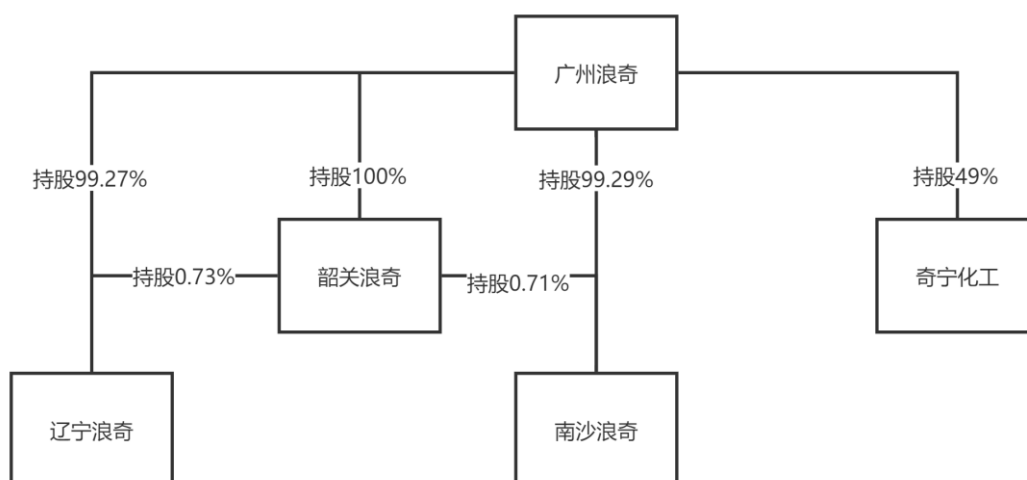 广州浪奇
持股99.27%
持股100%
持股99.29%
持股49%
持股0.73%
韶关浪奇
持股0.71%
奇宁化工
辽宁浪奇
南沙浪奇